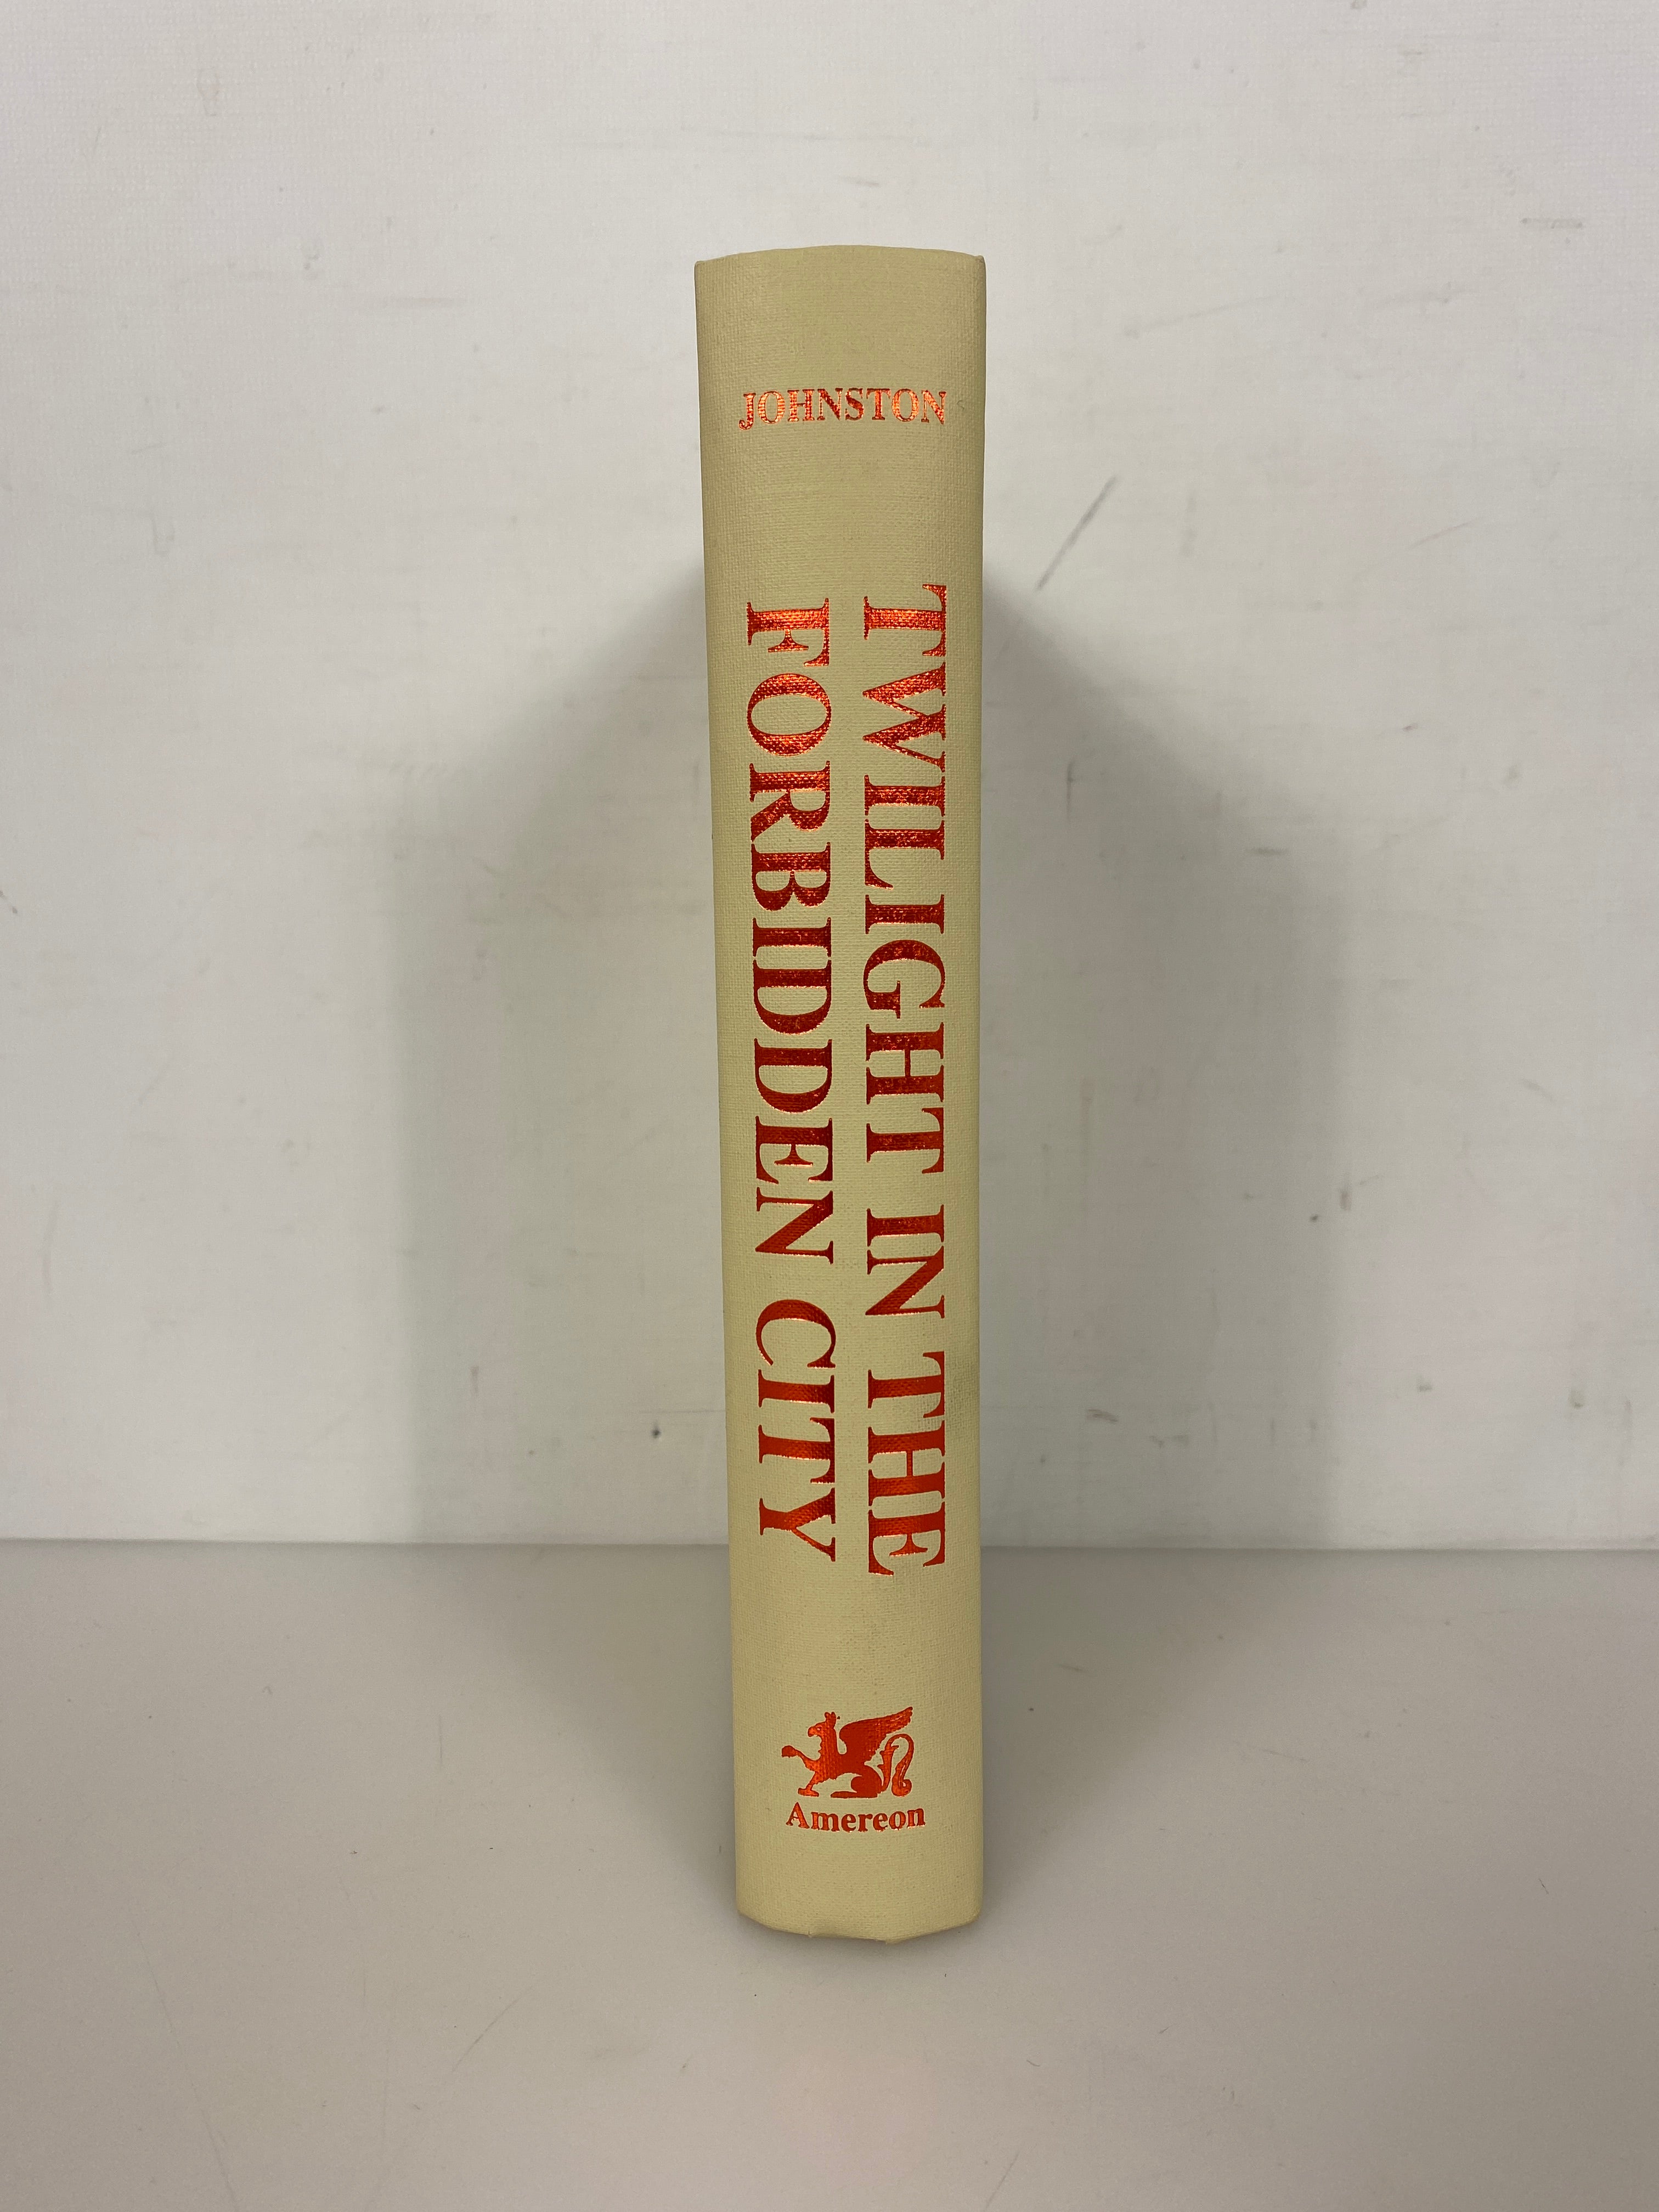 JOHNSTON
TWILIGHT IN THE
FORBIDDEN CITY
Amereon